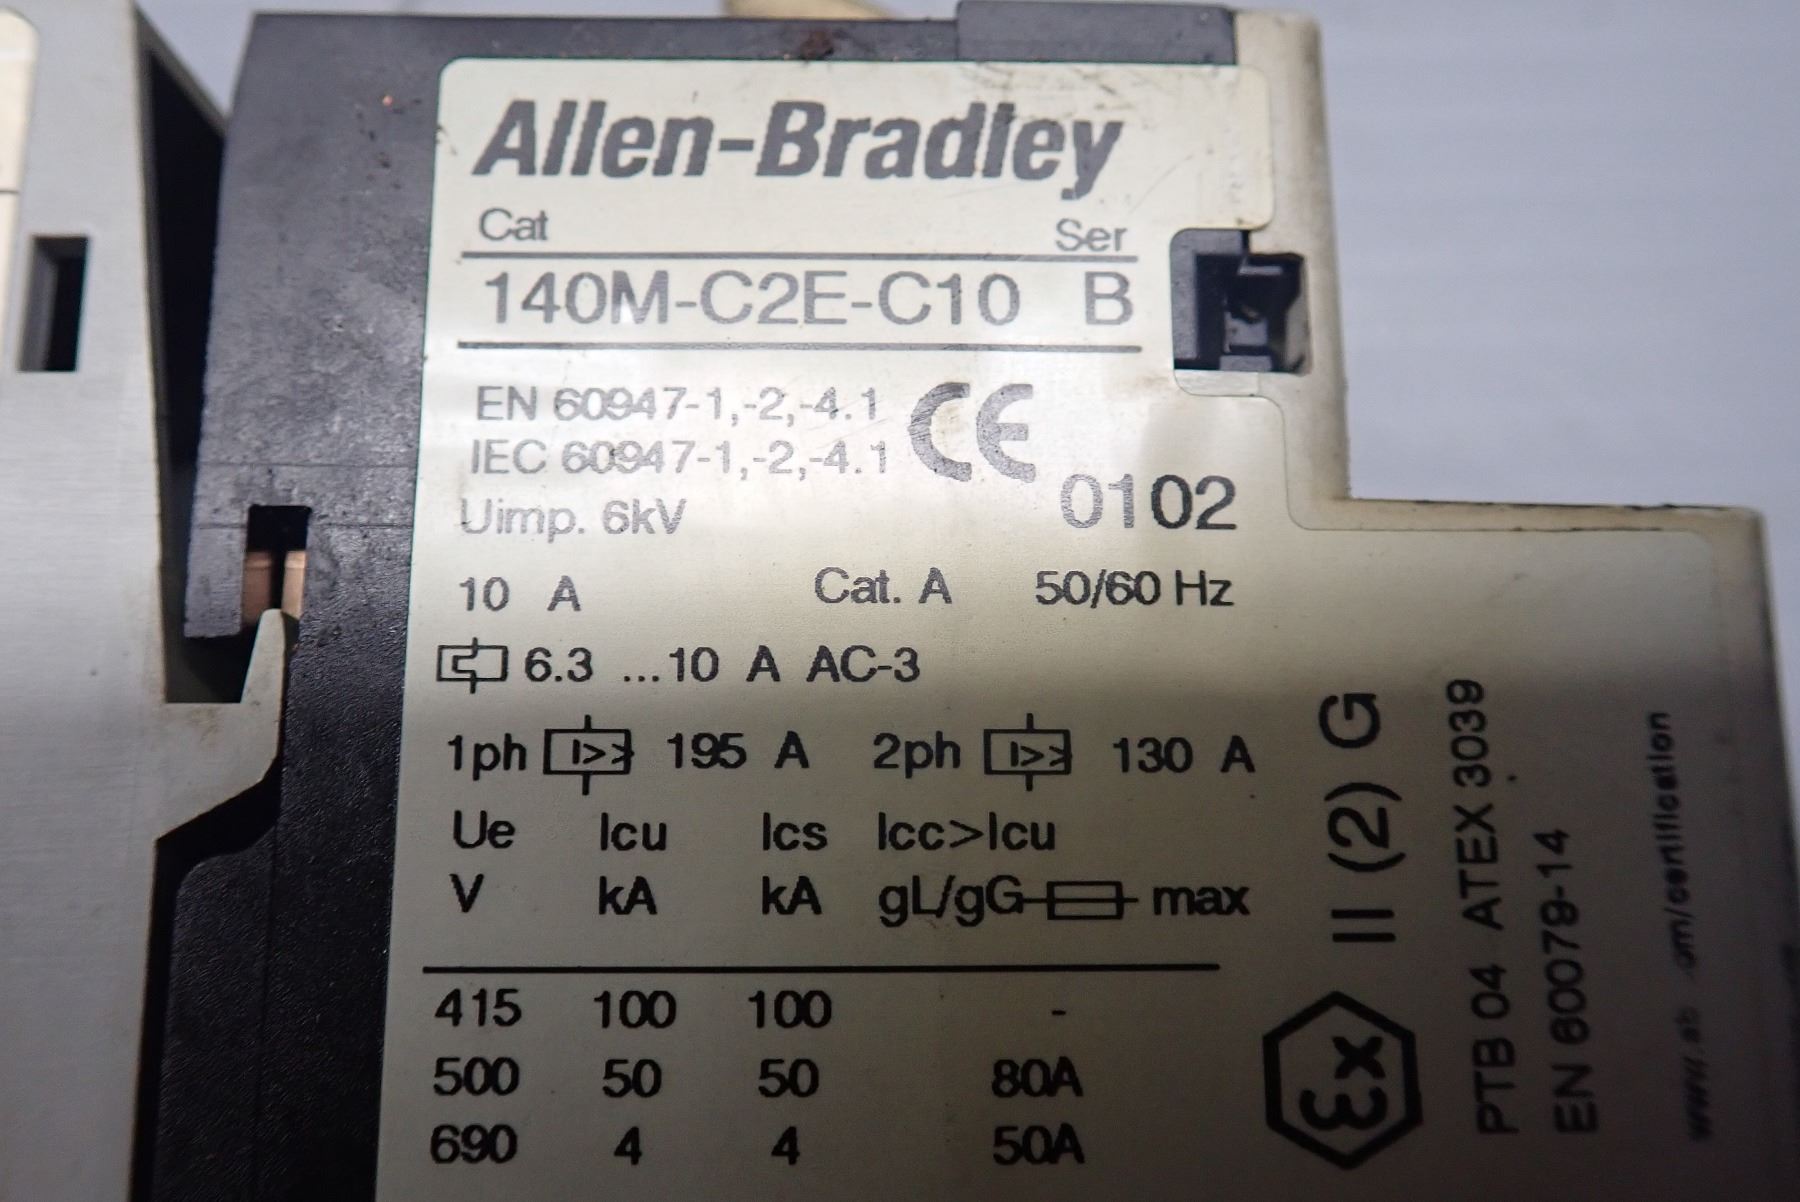 Allen-Bradley
Cat Ser
140M-C2E-C10 B
EN 60947-1,-2,-4.1 CE
IEC 60947-1,-2,-4.1
0102
Uimp. 6kV
10 A Cat. A 50/60 Hz
6.3 ...10 A AC-3
1ph I> 195 A 2ph I> 130 A
Ue Icu Ics Icc>Icu
V kA kA gL/gG max
415 100 100 -
500 50 50 80A
690 4 4 50A
Ex II (2) G
PTB 04 ATEX 3039
EN 60079-14